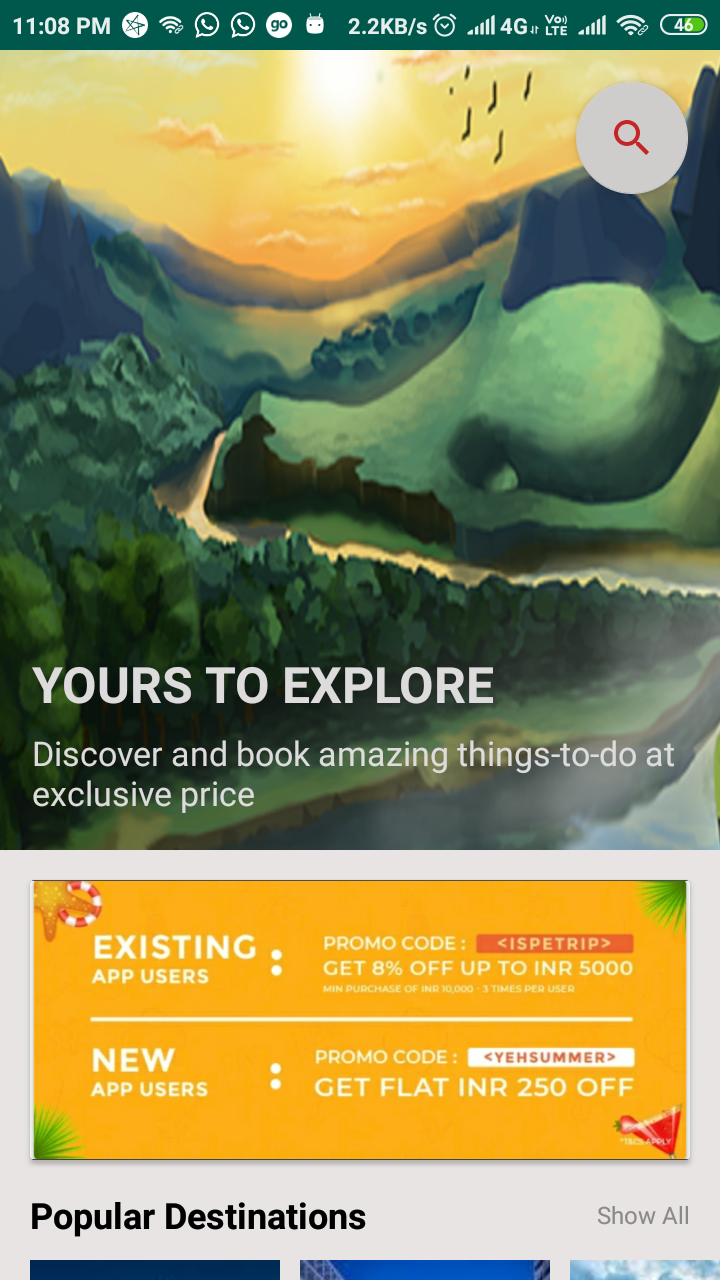 11:08 PM go 2.2KB/s 4G Vo)) LTE 46
YOURS TO EXPLORE
Discover and book amazing things-to-do at
exclusive price
EXISTING
APP USERS
:
PROMO CODE : <ISPETRIP>
GET 8% OFF UP TO INR 5000
MIN PURCHASE OF INR 10,000 - 3 TIMES PER USER
NEW
APP USERS
:
PROMO CODE : <YEHSUMMER>
GET FLAT INR 250 OFF
*T&CS APPLY
Popular Destinations
Show All